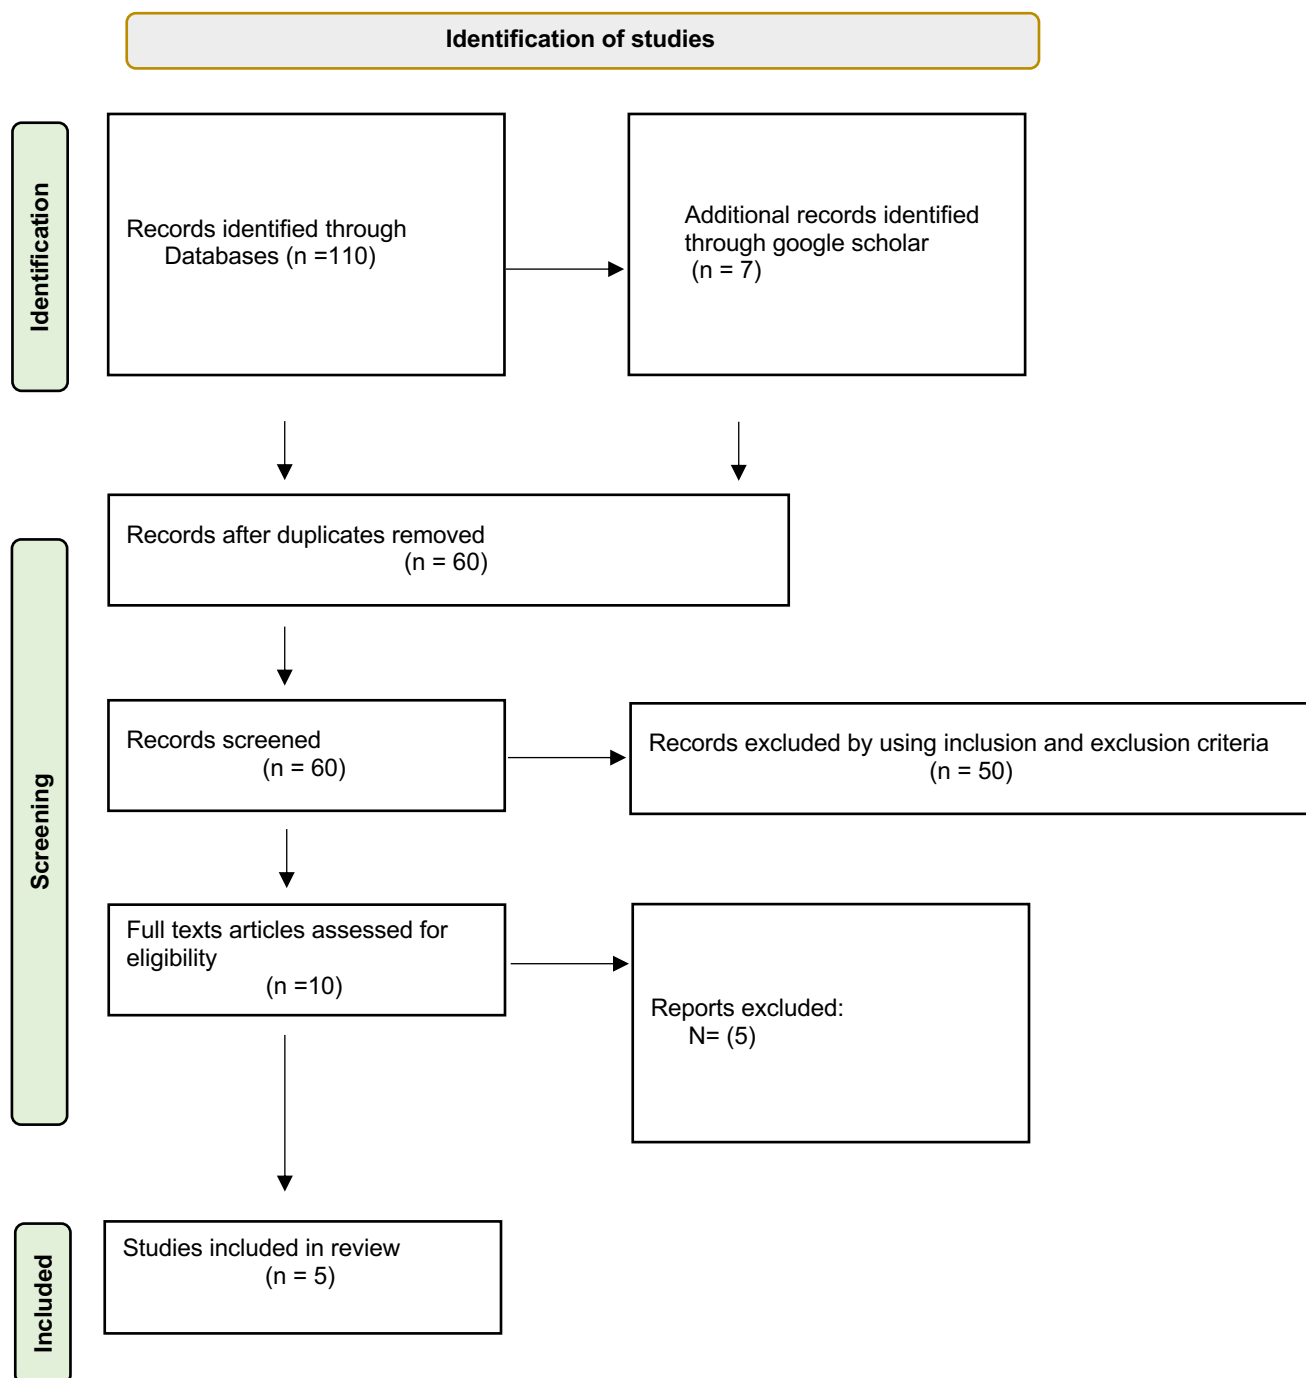 Identification of studies
Identification
Records identified through
Databases (n =110)
Additional records identified
through google scholar
(n = 7)
Screening
Records after duplicates removed
(n = 60)
Records screened
(n = 60)
Records excluded by using inclusion and exclusion criteria
(n = 50)
Full texts articles assessed for
eligibility
(n =10)
Reports excluded:
N= (5)
Included
Studies included in review
(n = 5)